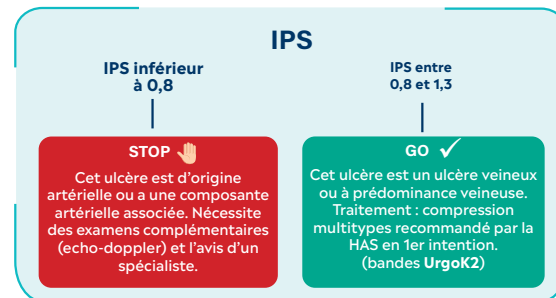 IPS
IPS inférieur
à 0,8
STOP
Cet ulcère est d'origine
artérielle ou a une composante
artérielle associée. Nécessite
des examens complémentaires
(echo-doppler) et l'avis d'un
spécialiste.
IPS entre
0,8 et 1,3
GO
Cet ulcère est un ulcère veineux
ou à prédominance veineuse.
Traitement : compression
multitypes recommandé par la
HAS en 1er intention.
(bandes UrgoK2)